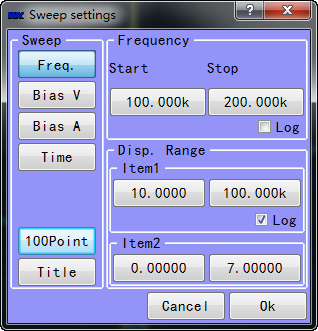 Sweep settings
Sweep
Freq.
Bias V
Bias A
Time
100Point
Title
Frequency
Start Stop
100.000k 200.000k
Log
Disp. Range
Item1
10.0000 100.000k
Log
Item2
0.00000 7.00000
Cancel Ok